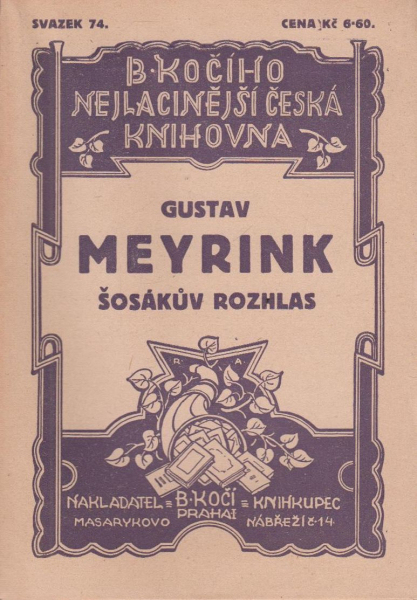 SVAZEK 74. CENA Kč 6·60.
B·KOČÍHO
NEJLACINĚJŠÍ ČESKÁ
KNIHOVNA
GUSTAV
MEYRINK
ŠOSÁKŮV ROZHLAS
R. A.
NAKLADATEL = B·KOČÍ = KNIHKUPEC
PRAHA I
MASARYKOVO NÁBŘEŽÍ č·14·